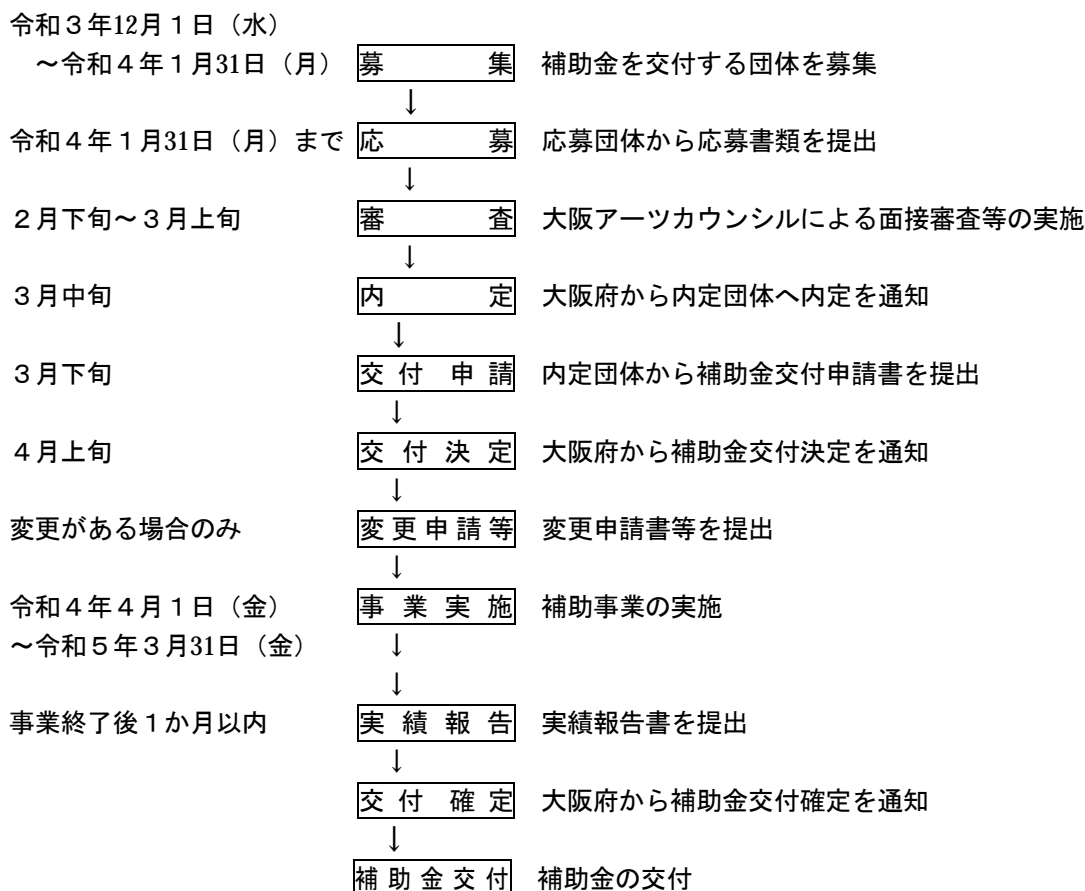 令和３年12月１日（水）
～令和４年１月31日（月） 募　　　集 補助金を交付する団体を募集
↓
令和４年１月31日（月）まで 応　　　募 応募団体から応募書類を提出
↓
２月下旬～３月上旬 審　　　査 大阪アーツカウンシルによる面接審査等の実施
↓
３月中旬 内　　　定 大阪府から内定団体へ内定を通知
↓
３月下旬 交 付 申 請 内定団体から補助金交付申請書を提出
↓
４月上旬 交 付 決 定 大阪府から補助金交付決定を通知
↓
変更がある場合のみ 変 更 申 請 等 変更申請書等を提出
↓
令和４年４月１日（金） 事 業 実 施 補助事業の実施
～令和５年３月31日（金） ↓
↓
事業終了後１か月以内 実 績 報 告 実績報告書を提出
↓
交 付 確 定 大阪府から補助金交付確定を通知
↓
補 助 金 交 付 補助金の交付